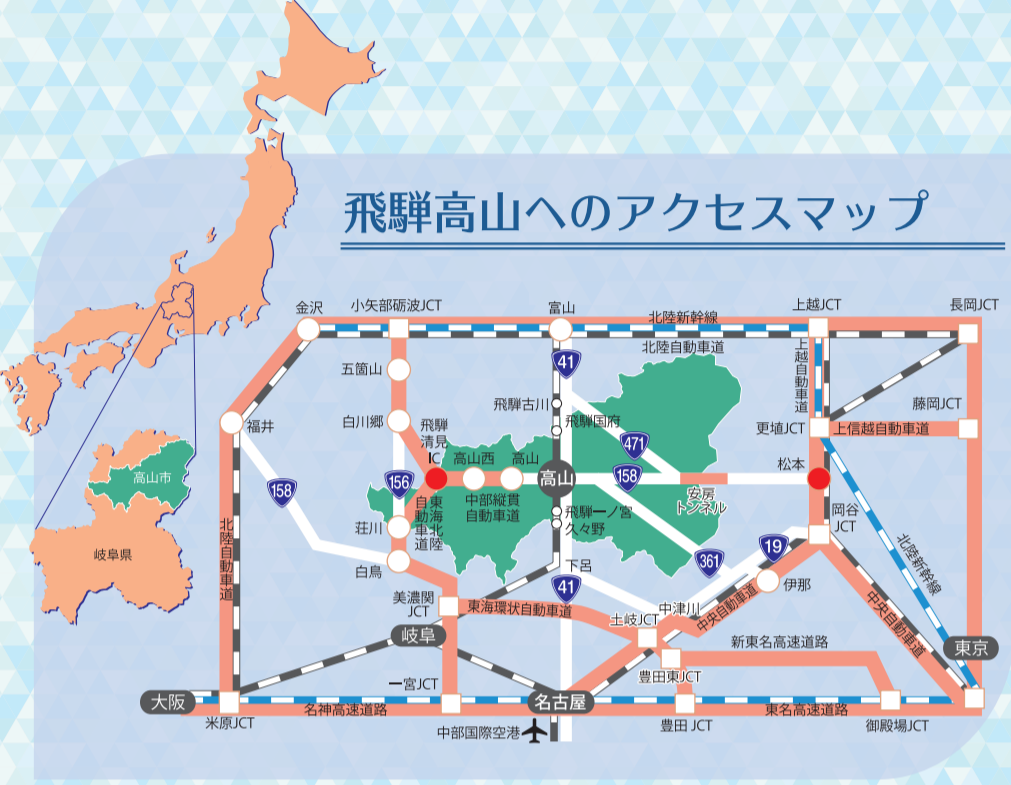 飛騨高山へのアクセスマップ
金沢
小矢部砺波JCT
富山
北陸新幹線
上越JCT
長岡JCT
北陸自動車道
41
上越自動車道
五箇山
飛騨古川
藤岡JCT
白川郷
飛騨
清見
IC
飛騨国府
福井
更埴JCT
上信越自動車道
471
高山西
高山
高山
158
松本
158
156
中部縦貫
自動車道
安房
トンネル
高山市
東海北陸
自動車道
飛騨一ノ宮
久々野
岡谷
JCT
荘川
北陸自動車道
19
北陸新幹線
岐阜県
白鳥
下呂
361
41
伊那
美濃関
JCT
東海環状自動車道
中津川
中央自動車道
土岐JCT
中央自動車道
岐阜
新東名高速道路
東京
豊田東JCT
一宮JCT
大阪
名古屋
米原JCT
名神高速道路
東名高速道路
中部国際空港
豊田JCT
御殿場JCT